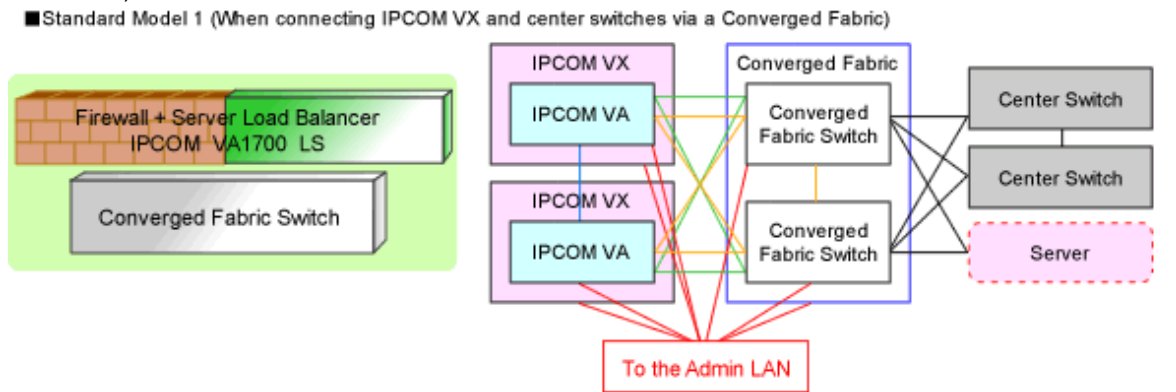 ■Standard Model 1 (When connecting IPCOM VX and center switches via a Converged Fabric)
Firewall + Server Load Balancer
IPCOM VA1700 LS
Converged Fabric Switch
IPCOM VX
IPCOM VA
IPCOM VX
IPCOM VA
Converged Fabric
Converged
Fabric Switch
Converged
Fabric Switch
Center Switch
Center Switch
Server
To the Admin LAN